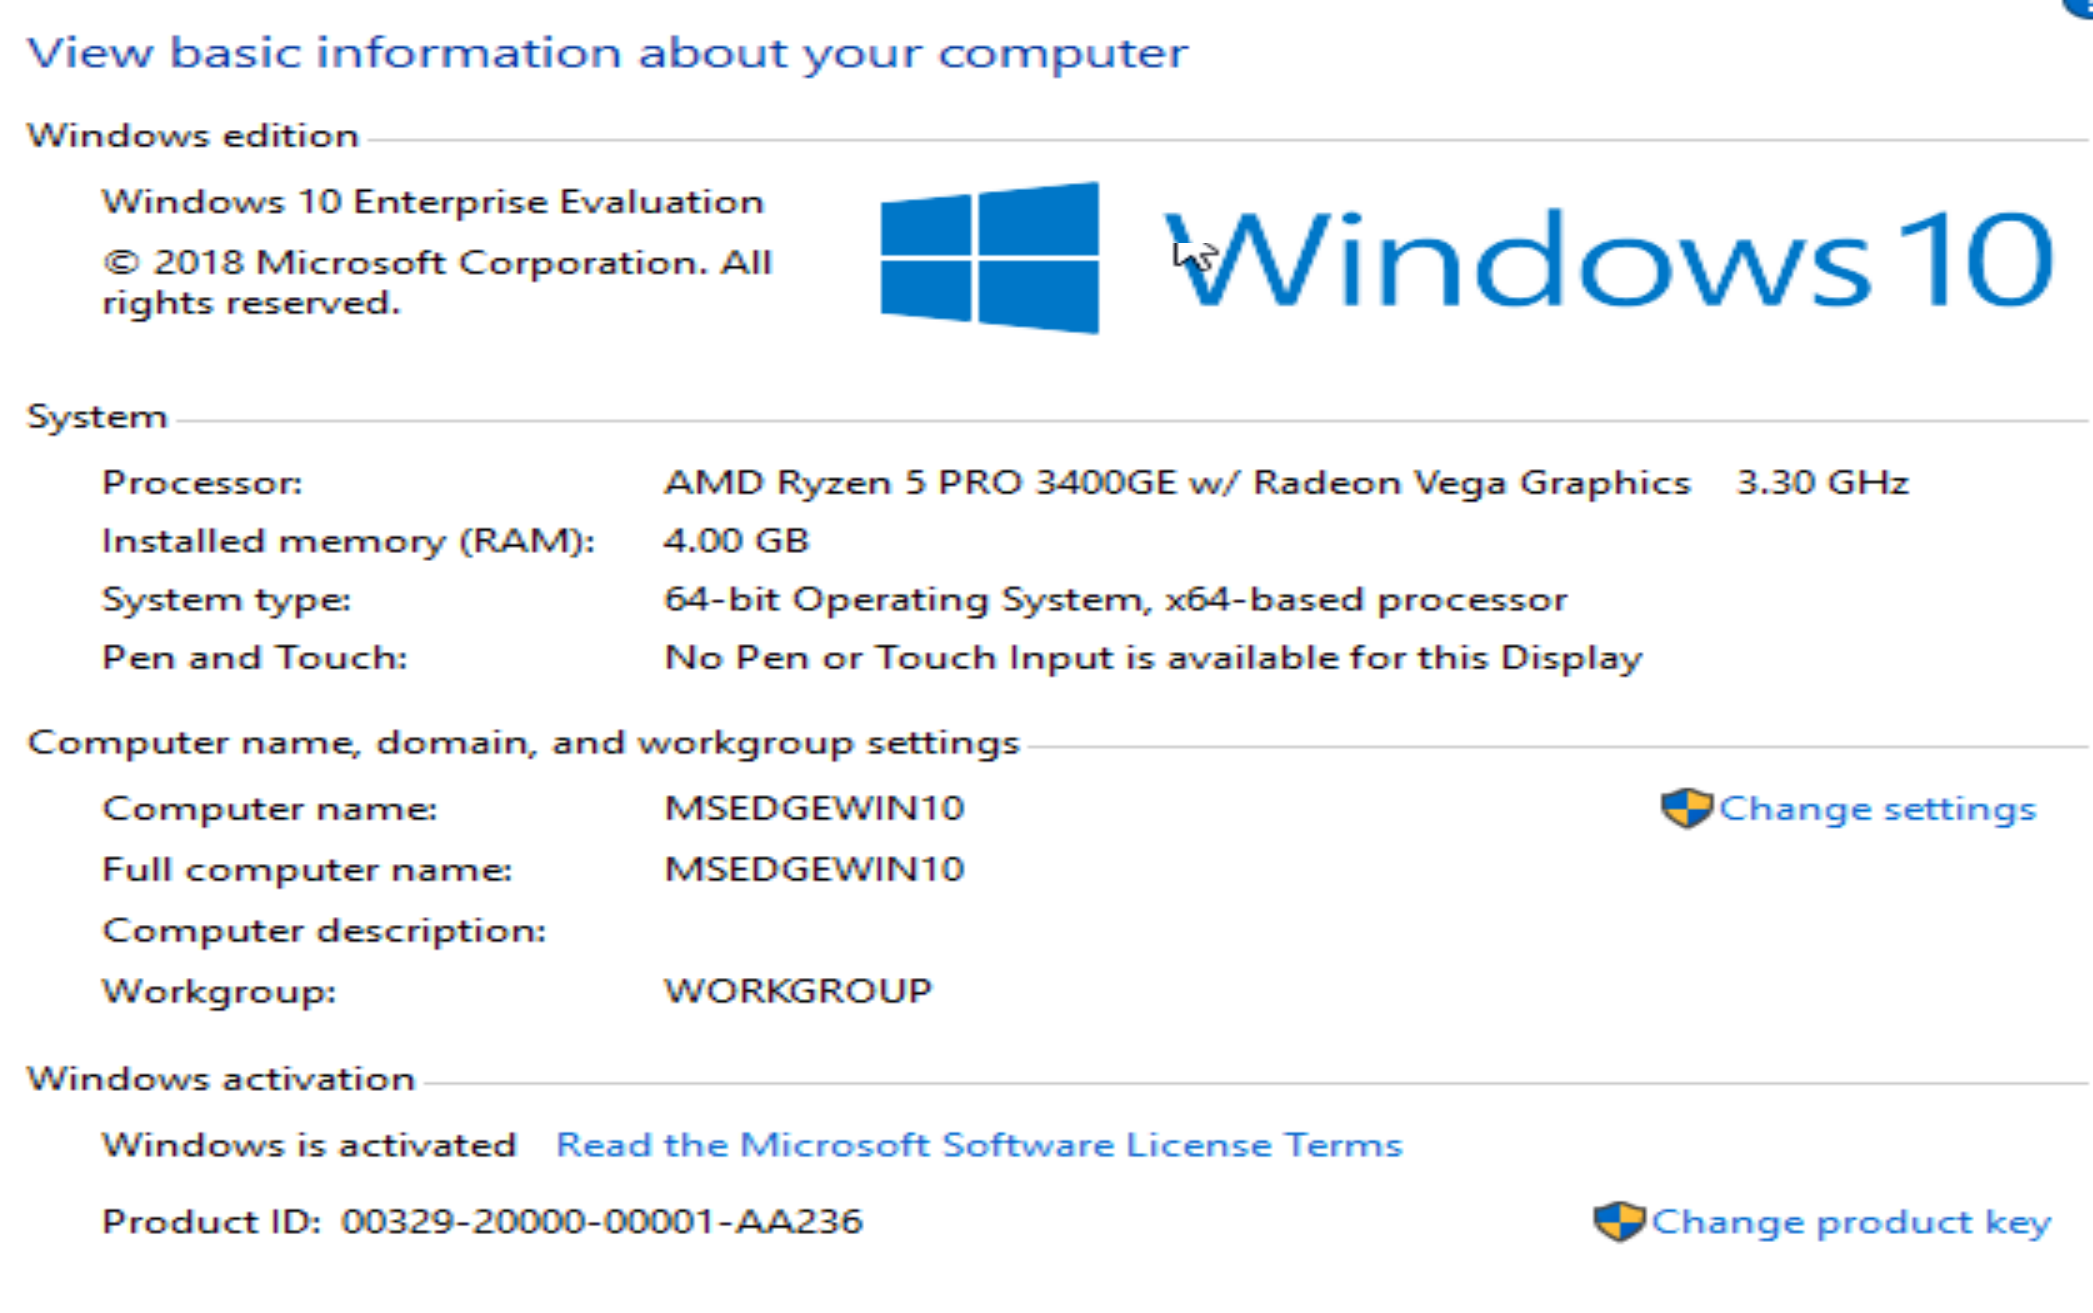 View basic information about your computer
Windows edition
Windows 10 Enterprise Evaluation
© 2018 Microsoft Corporation. All
rights reserved.
Windows 10
System
Processor: AMD Ryzen 5 PRO 3400GE w/ Radeon Vega Graphics 3.30 GHz
Installed memory (RAM): 4.00 GB
System type: 64-bit Operating System, x64-based processor
Pen and Touch: No Pen or Touch Input is available for this Display
Computer name, domain, and workgroup settings
Computer name: MSEDGEWIN10 Change settings
Full computer name: MSEDGEWIN10
Computer description:
Workgroup: WORKGROUP
Windows activation
Windows is activated Read the Microsoft Software License Terms
Product ID: 00329-20000-00001-AA236 Change product key